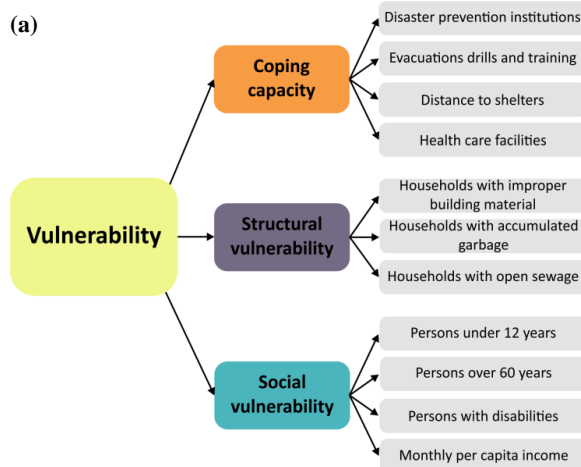 (a)
Vulnerability
Coping
capacity
Disaster prevention institutions
Evacuations drills and training
Distance to shelters
Health care facilities
Structural
vulnerability
Households with improper
building material
Households with accumulated
garbage
Households with open sewage
Social
vulnerability
Persons under 12 years
Persons over 60 years
Persons with disabilities
Monthly per capita income